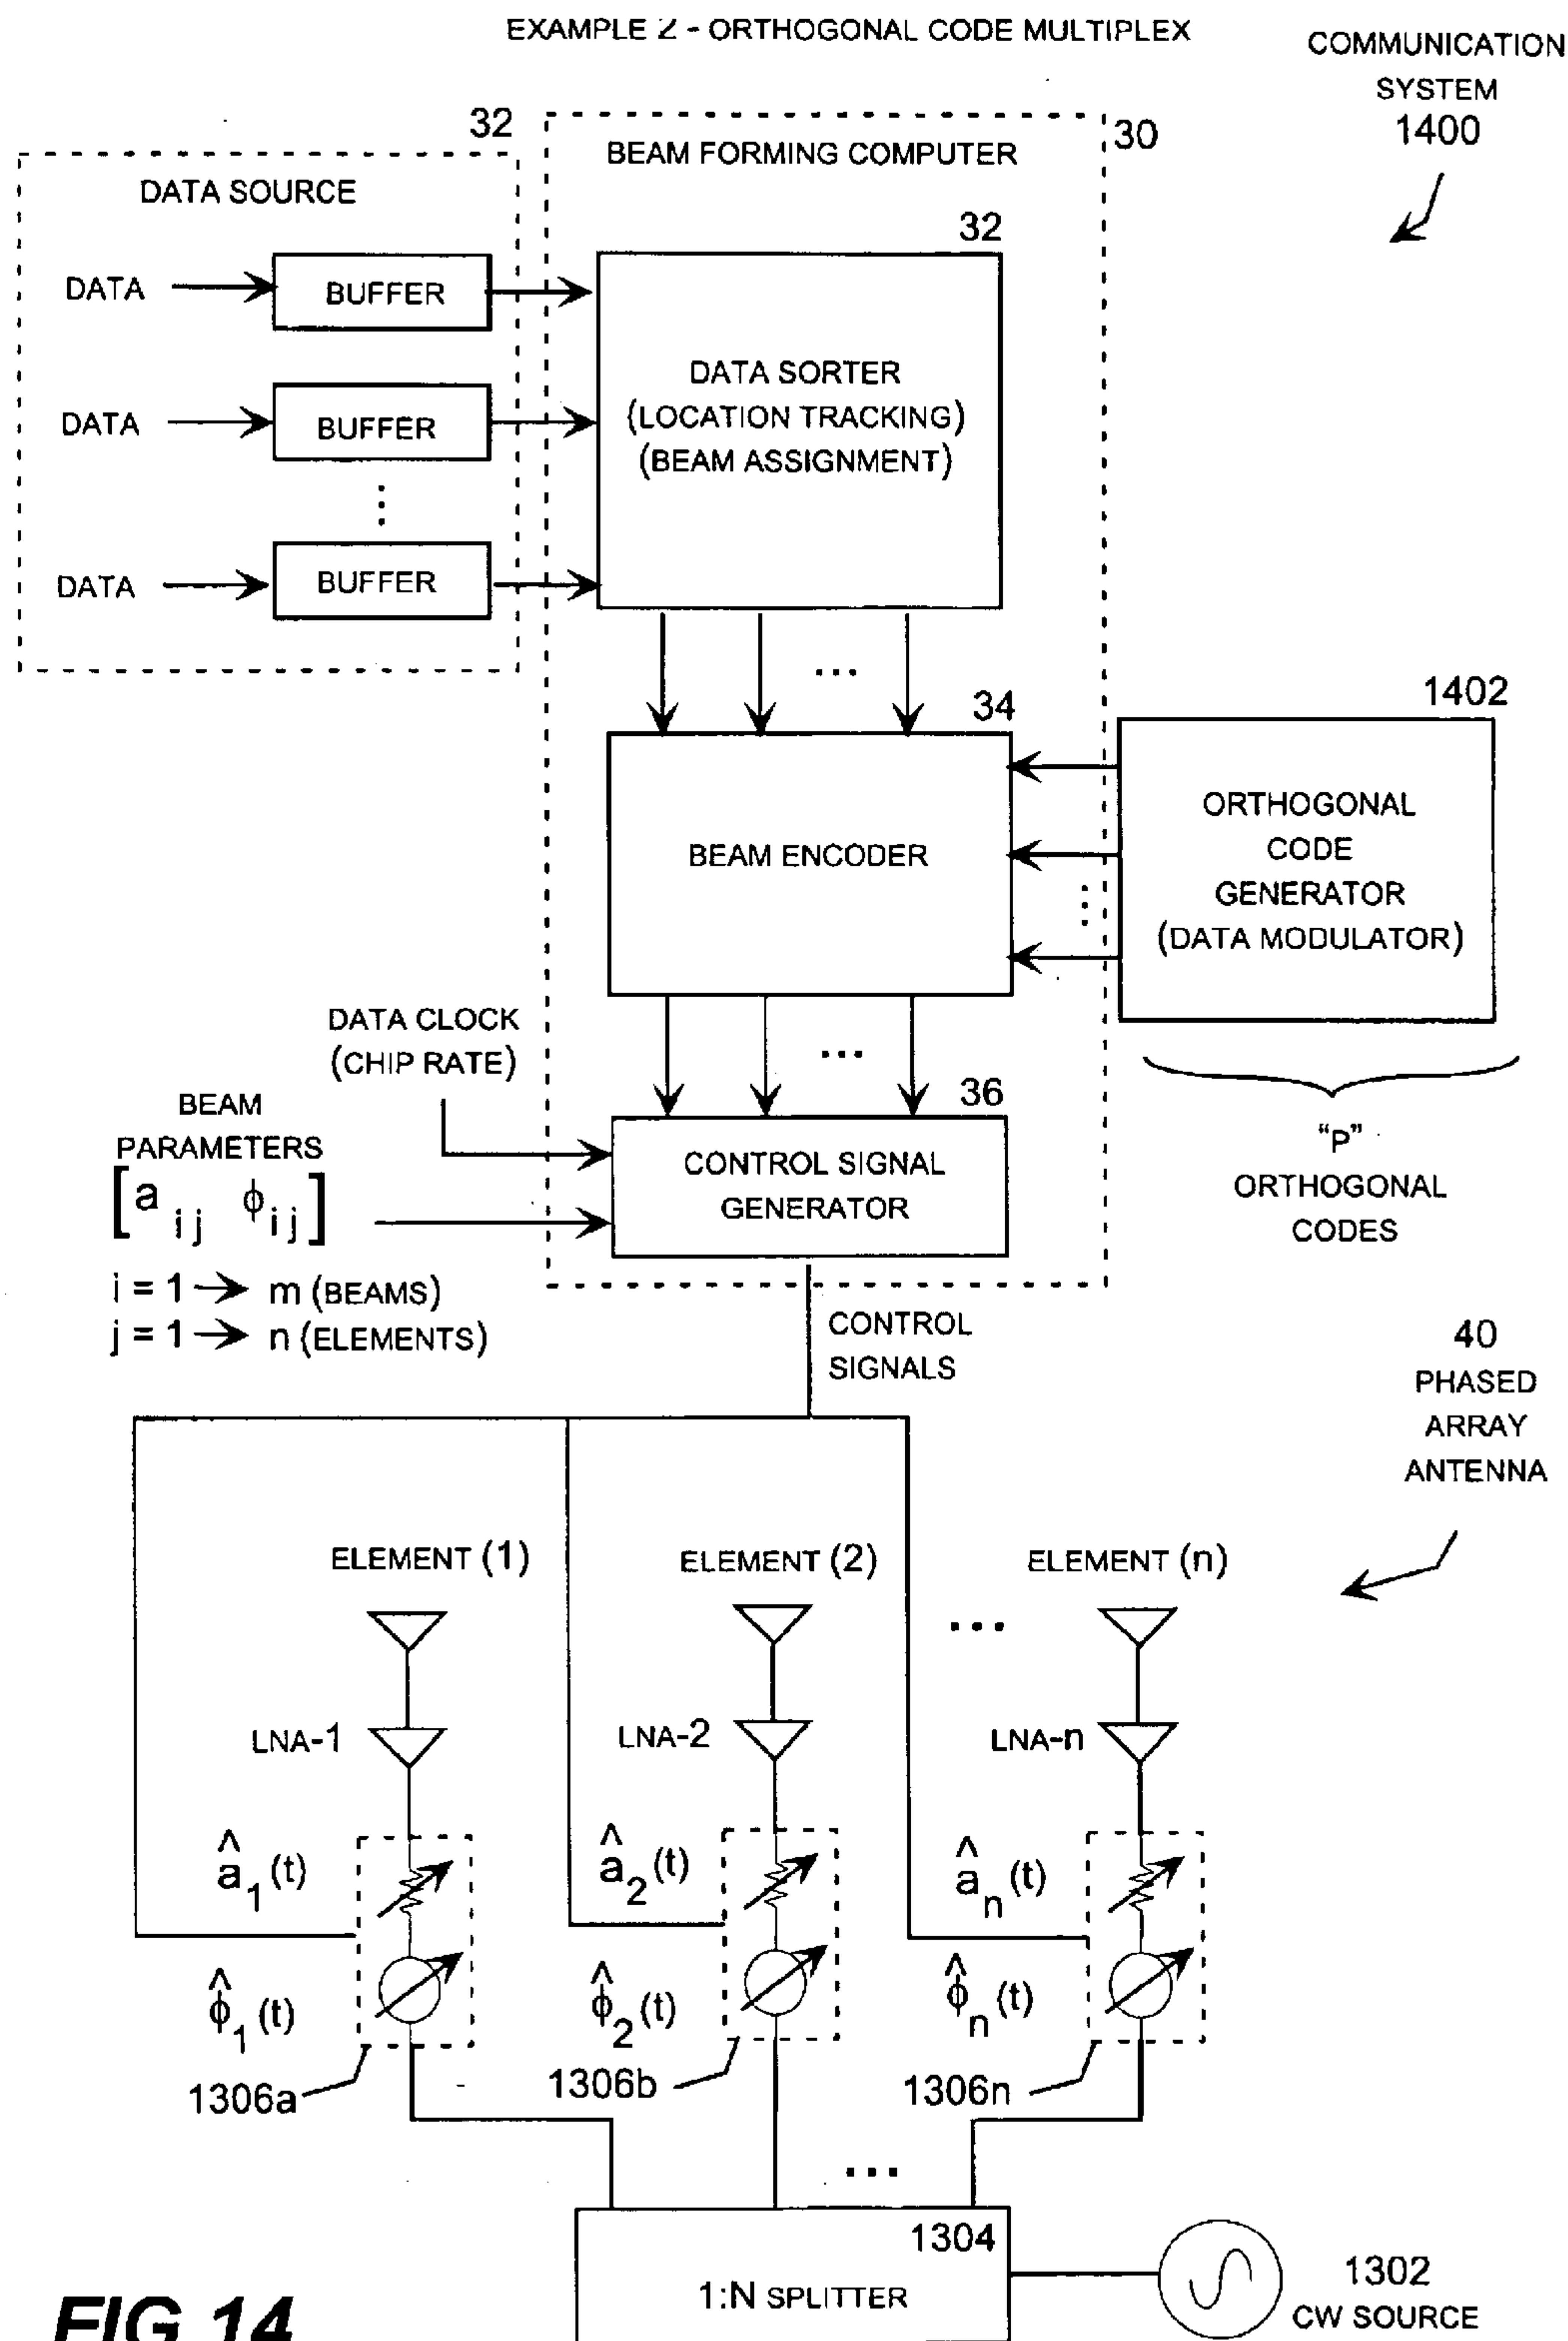 EXAMPLE 2 - ORTHOGONAL CODE MULTIPLEX
COMMUNICATION
SYSTEM
1400
32
30
BEAM FORMING COMPUTER
DATA SOURCE
32
DATA
BUFFER
DATA
BUFFER
DATA
BUFFER
DATA SORTER
(LOCATION TRACKING)
(BEAM ASSIGNMENT)
...
34
1402
BEAM ENCODER
ORTHOGONAL
CODE
GENERATOR
(DATA MODULATOR)
DATA CLOCK
(CHIP RATE)
...
36
BEAM
PARAMETERS
[a ij ϕ ij]
i = 1 → m (BEAMS)
j = 1 → n (ELEMENTS)
CONTROL SIGNAL
GENERATOR
"P"
ORTHOGONAL
CODES
CONTROL
SIGNALS
40
PHASED
ARRAY
ANTENNA
ELEMENT (1)
ELEMENT (2)
ELEMENT (n)
...
LNA-1
LNA-2
LNA-n
â1(t)
â2(t)
ân(t)
ϕ̂1(t)
ϕ̂2(t)
ϕ̂n(t)
1306a
1306b
1306n
...
1304
1:N SPLITTER
1302
CW SOURCE
FIG 14